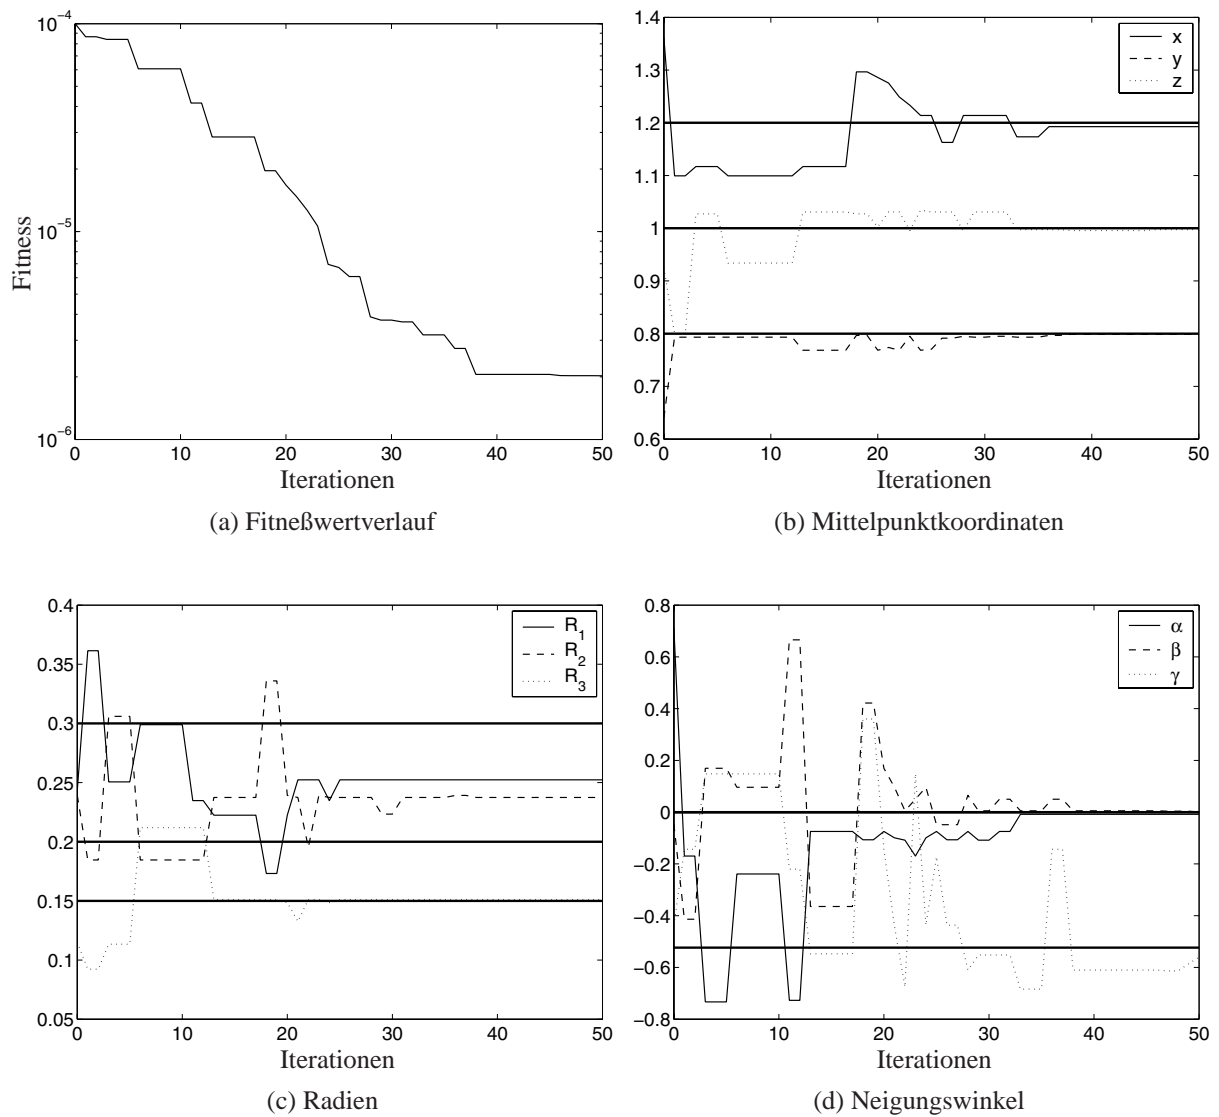 10⁻⁴
10⁻⁵
10⁻⁶
Fitness
0 10 20 30 40 50
Iterationen
(a) Fitneßwertverlauf
1.4
1.3
1.2
1.1
1
0.9
0.8
0.7
0.6
x
y
z
0 10 20 30 40 50
Iterationen
(b) Mittelpunktkoordinaten
0.4
0.35
0.3
0.25
0.2
0.15
0.1
0.05
R₁
R₂
R₃
0 10 20 30 40 50
Iterationen
(c) Radien
0.8
0.6
0.4
0.2
0
−0.2
−0.4
−0.6
−0.8
α
β
γ
0 10 20 30 40 50
Iterationen
(d) Neigungswinkel